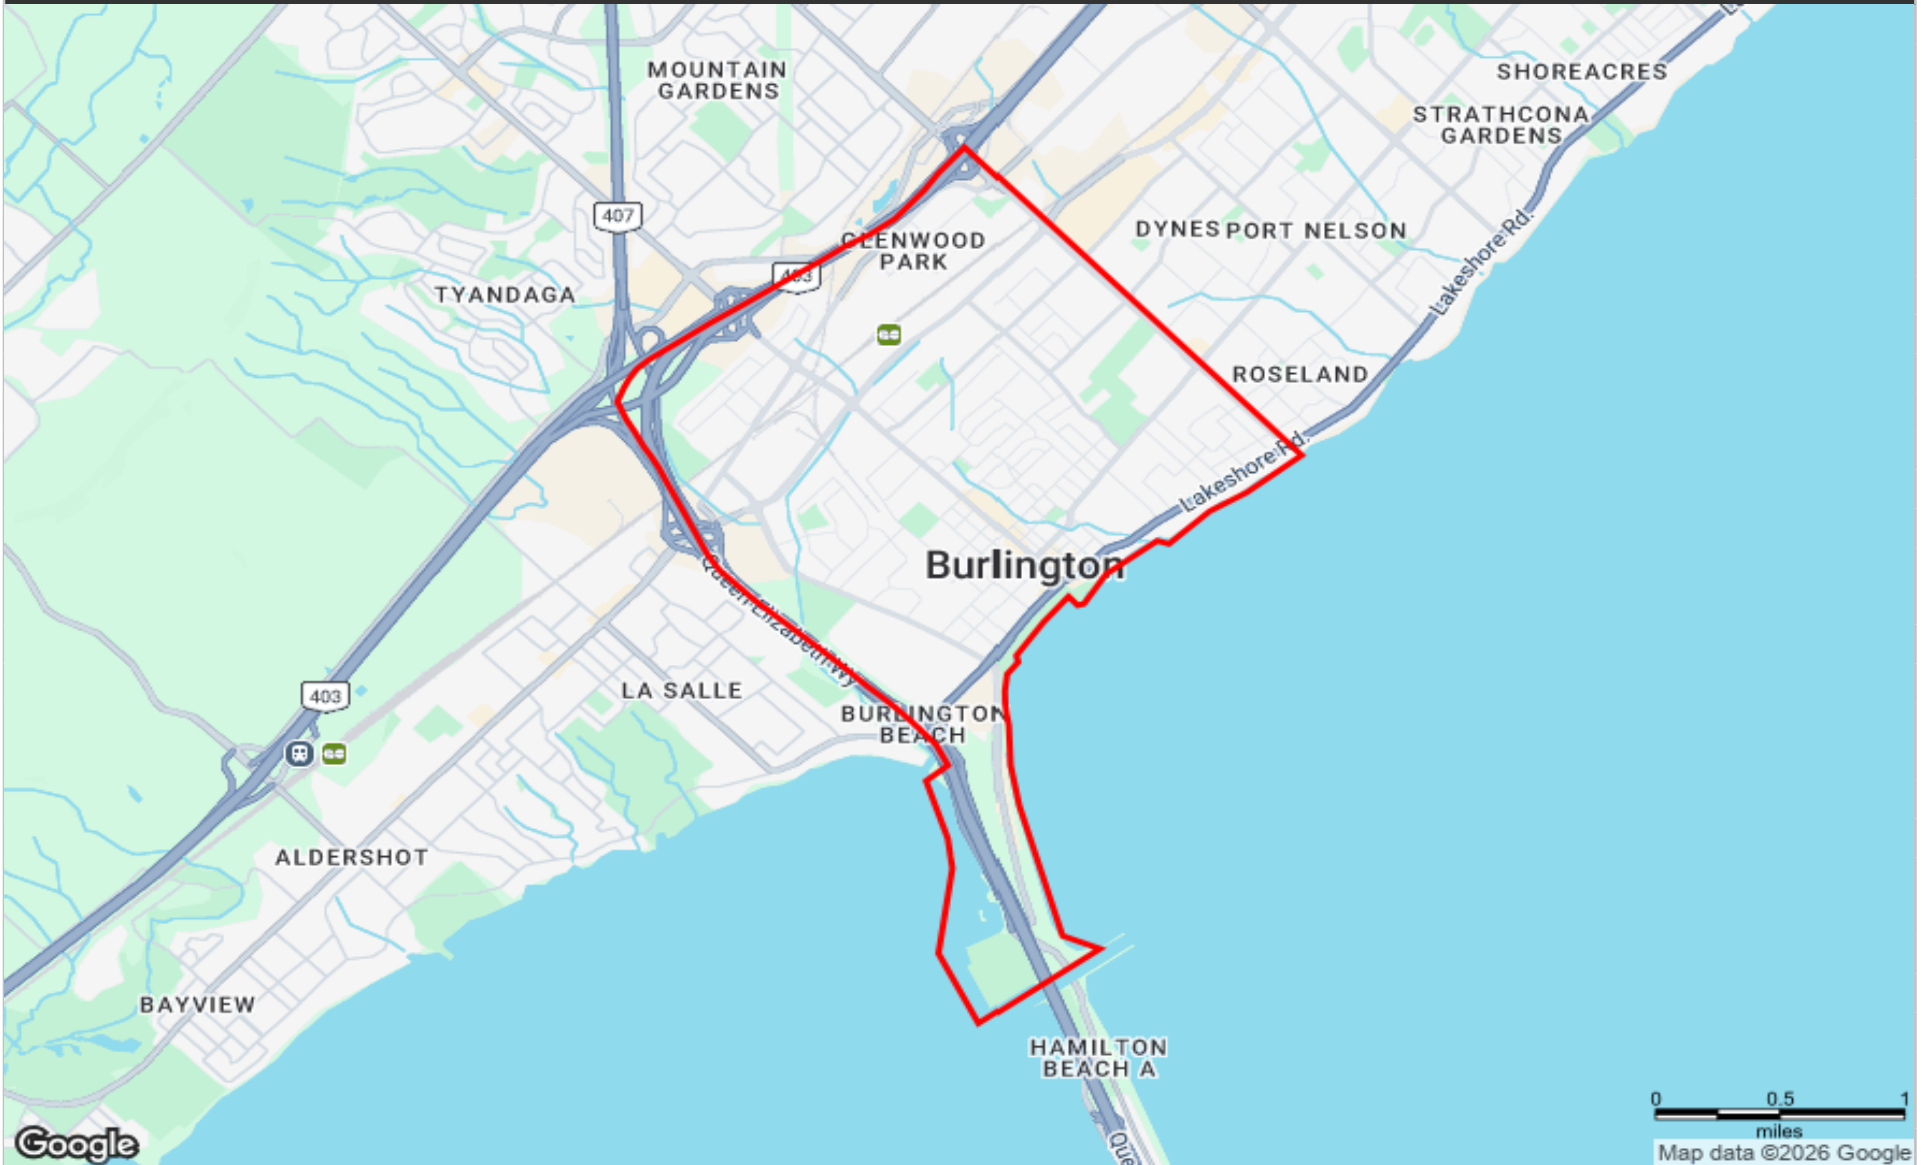 MOUNTAIN
GARDENS
SHOREACRES
STRATHCONA
GARDENS
407
DYNES
PORT NELSON
Lakeshore Rd.
GLENWOOD
PARK
403
TYANDAGA
ROSELAND
Lakeshore Rd.
Burlington
Queen Elizabeth Wy
LA SALLE
403
BURLINGTON
BEACH
ALDERSHOT
BAYVIEW
HAMILTON
BEACH A
Que
0 0.5 1
miles
Google
Map data ©2026 Google